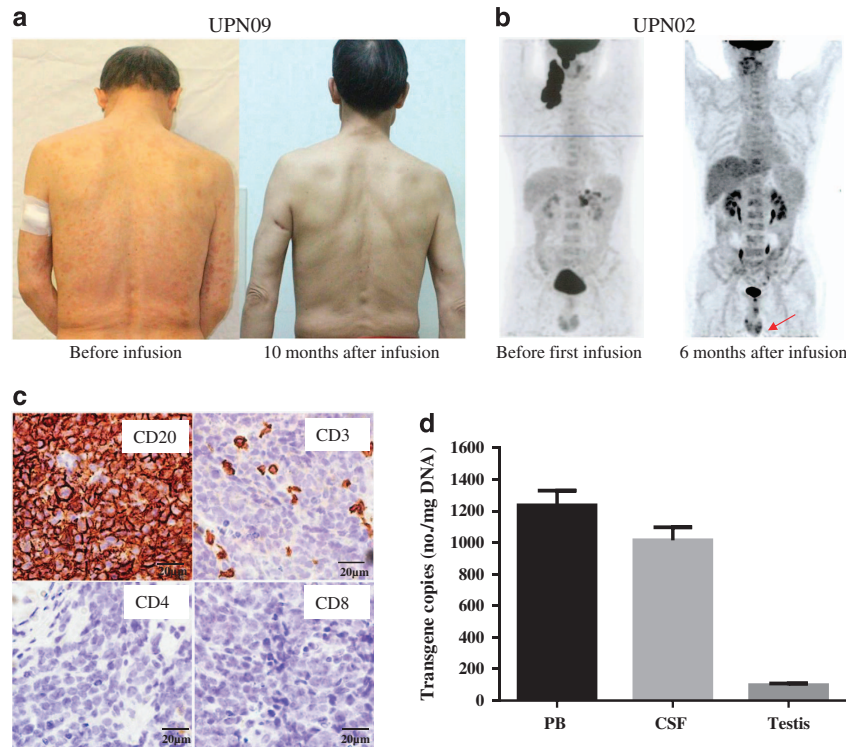 a
UPN09
Before infusion
10 months after infusion
b
UPN02
Before first infusion
6 months after infusion
c
CD20
20μm
CD3
20μm
CD4
20μm
CD8
20μm
d
Transgene copies (no./mg DNA)
1600
1400
1200
1000
800
600
400
200
0
PB
CSF
Testis